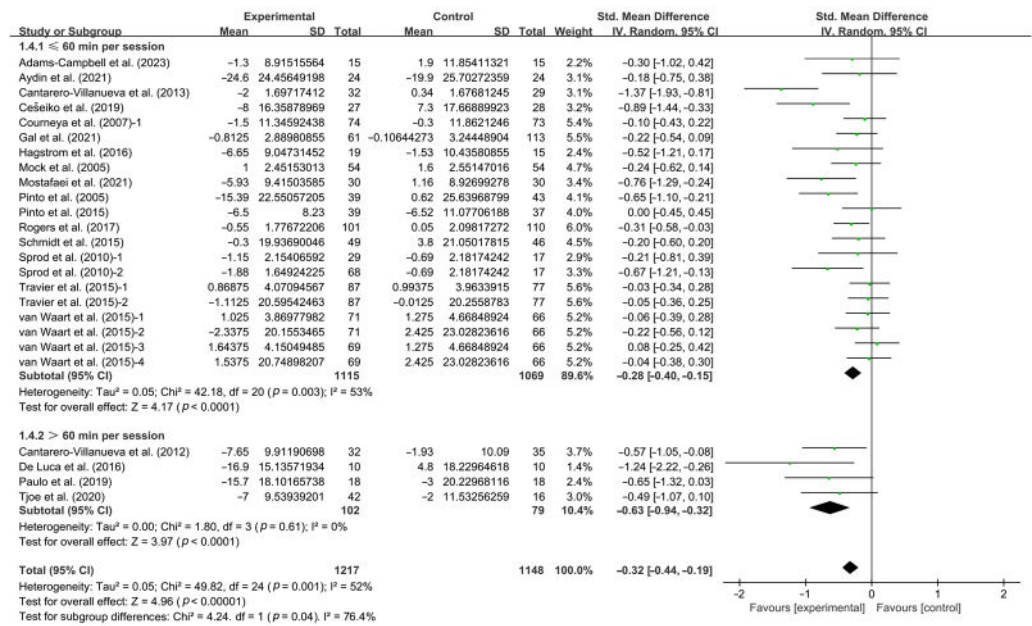 Experimental Control Std. Mean Difference Std. Mean Difference
Study or Subgroup Mean SD Total Mean SD Total Weight IV. Random. 95% CI IV. Random. 95% CI
1.4.1 ≤ 60 min per session
Adams-Campbell et al. (2023) −1.3 8.91515564 15 1.9 11.85411321 15 2.2% −0.30 [-1.02, 0.42]
Aydin et al. (2021) −24.6 24.45649198 24 −19.9 25.70272359 24 3.0% −0.18 [-0.75, 0.38]
Cantarero-Villanueva et al. (2013) −2 1.69717412 32 0.34 1.67681245 29 3.1% −1.37 [-1.93, −0.81]
Cešeiko et al. (2019) −8 16.35878969 27 7.3 17.66889923 28 3.1% −0.89 [-1.44, −0.33]
Courneya et al. (2007)-1 −1.5 11.34592438 74 −0.3 11.8621246 73 5.4% −0.10 [-0.43, 0.22]
Gal et al. (2021) −0.8125 2.88980855 61 −0.10644273 3.24448904 113 5.5% −0.22 [-0.54, 0.09]
Hagstrom et al. (2016) −6.65 9.04731452 19 −1.53 10.43580855 15 2.4% −0.52 [-1.21, 0.17]
Mock et al. (2005) 1 2.45153013 54 1.6 2.55147016 54 4.7% −0.24 [-0.62, 0.14]
Mostafaei et al. (2021) −5.93 9.41503585 30 1.16 8.92699278 30 3.4% −0.76 [-1.29, −0.24]
Pinto et al. (2005) −15.39 22.55057205 39 0.62 25.63968799 43 4.0% −0.65 [-1.10, −0.21]
Pinto et al. (2015) −6.5 8.23 39 −6.52 11.07706188 37 4.0% 0.00 [-0.45, 0.45]
Rogers et al. (2017) −0.55 1.77672206 101 0.05 2.09817272 110 6.0% −0.31 [-0.58, −0.03]
Schmidt et al. (2015) −0.3 19.93690046 49 3.8 21.05017815 46 4.5% −0.20 [-0.60, 0.20]
Sprod et al. (2010)-1 −1.15 2.15406592 29 −0.69 2.18174242 17 2.9% −0.21 [-0.81, 0.39]
Sprod et al. (2010)-2 −1.88 1.64924225 68 −0.69 2.18174242 17 3.2% −0.67 [-1.21, −0.13]
Travier et al. (2015)-1 0.86875 4.07094567 87 0.99375 3.9633915 77 5.6% −0.03 [-0.34, 0.28]
Travier et al. (2015)-2 −1.1125 20.59542463 87 −0.0125 20.2558783 77 5.6% −0.05 [-0.36, 0.25]
van Waart et al. (2015)-1 1.025 3.86977982 71 1.275 4.66848924 66 5.2% −0.06 [-0.39, 0.28]
van Waart et al. (2015)-2 −2.3375 20.1553465 71 2.425 23.02823616 66 5.2% −0.22 [-0.56, 0.12]
van Waart et al. (2015)-3 1.64375 4.15049485 69 1.275 4.66848924 66 5.2% 0.08 [-0.25, 0.42]
van Waart et al. (2015)-4 1.5375 20.74898207 69 2.425 23.02823616 66 5.2% −0.04 [-0.38, 0.30]
Subtotal (95% CI) 1115 1069 89.6% −0.28 [-0.40, −0.15]
Heterogeneity: Tau² = 0.05; Chi² = 42.18, df = 20 (p = 0.003); I² = 53%
Test for overall effect: Z = 4.17 (p < 0.0001)
1.4.2 > 60 min per session
Cantarero-Villanueva et al. (2012) −7.65 9.91190698 32 −1.93 10.09 35 3.7% −0.57 [-1.05, −0.08]
De Luca et al. (2016) −16.9 15.13571934 10 4.8 18.22964618 10 1.4% −1.24 [-2.22, −0.26]
Paulo et al. (2019) −15.7 18.10165738 18 −3 20.22968116 18 2.5% −0.65 [-1.32, 0.03]
Tjoe et al. (2020) −7 9.53939201 42 −2 11.53256259 16 3.0% −0.49 [-1.07, 0.10]
Subtotal (95% CI) 102 79 10.4% −0.63 [-0.94, −0.32]
Heterogeneity: Tau² = 0.00; Chi² = 1.80, df = 3 (p = 0.61); I² = 0%
Test for overall effect: Z = 3.97 (p < 0.0001)
Total (95% CI) 1217 1148 100.0% −0.32 [-0.44, −0.19]
Heterogeneity: Tau² = 0.05; Chi² = 49.82, df = 24 (p = 0.001); I² = 52%
Test for overall effect: Z = 4.96 (p < 0.00001)
Test for subgroup differences: Chi² = 4.24. df = 1 (p = 0.04). I² = 76.4%
−2 −1 0 1 2
Favours [experimental] Favours [control]